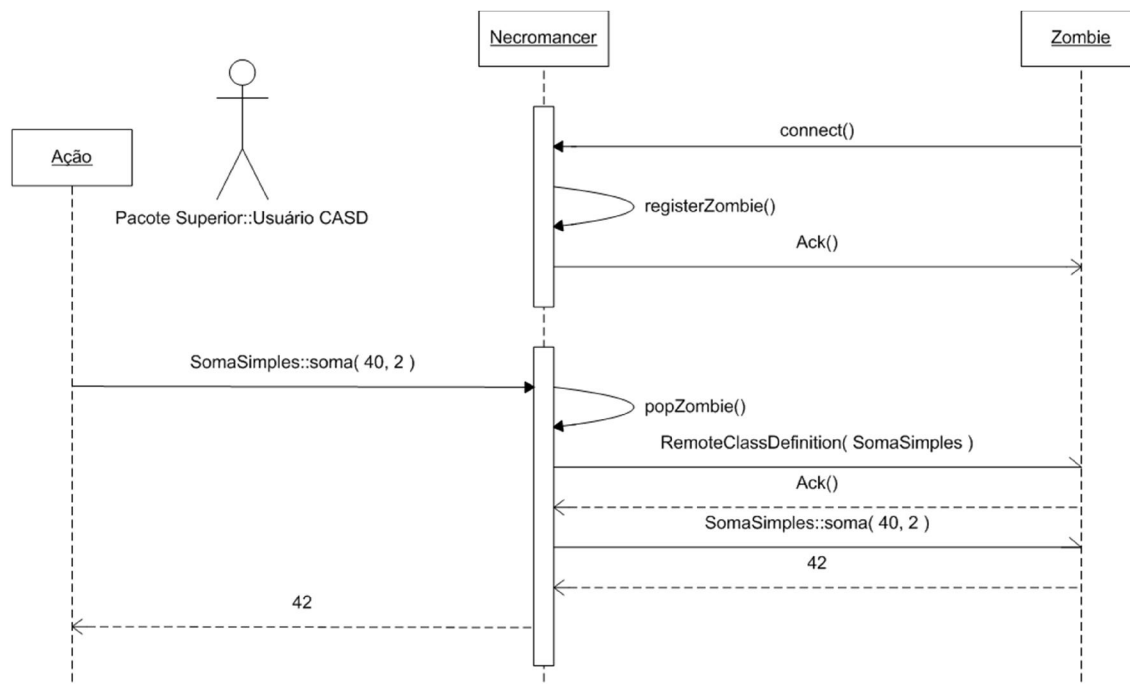 Necromancer
Zombie
Ação
Pacote Superior::Usuário CASD
connect()
registerZombie()
Ack()
SomaSimples::soma( 40, 2 )
popZombie()
RemoteClassDefinition( SomaSimples )
Ack()
SomaSimples::soma( 40, 2 )
42
42